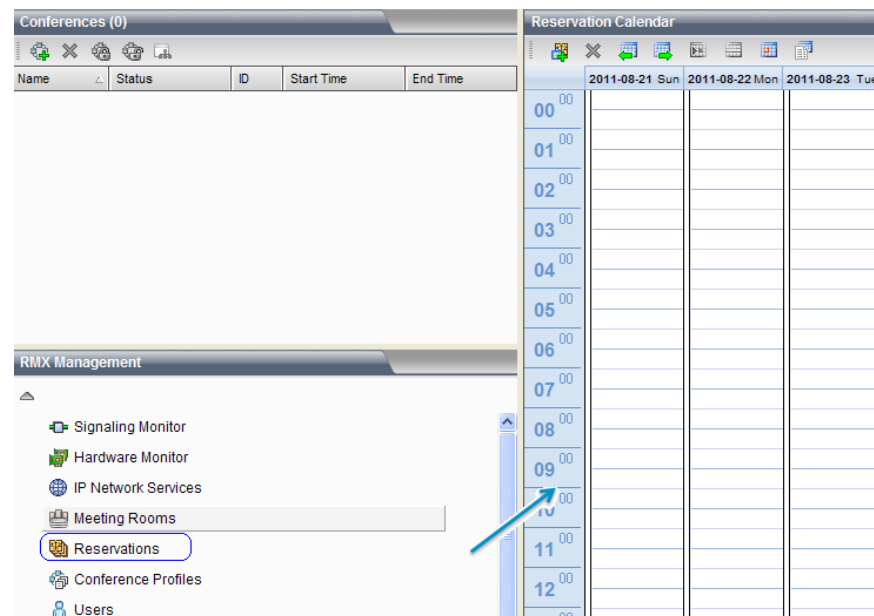 Conferences (0)
Name Status ID Start Time End Time
RMX Management
Signaling Monitor
Hardware Monitor
IP Network Services
Meeting Rooms
Reservations
Conference Profiles
Users
Reservation Calendar
2011-08-21 Sun 2011-08-22 Mon 2011-08-23 Tue
00 00
01 00
02 00
03 00
04 00
05 00
06 00
07 00
08 00
09 00
10 00
11 00
12 00
00